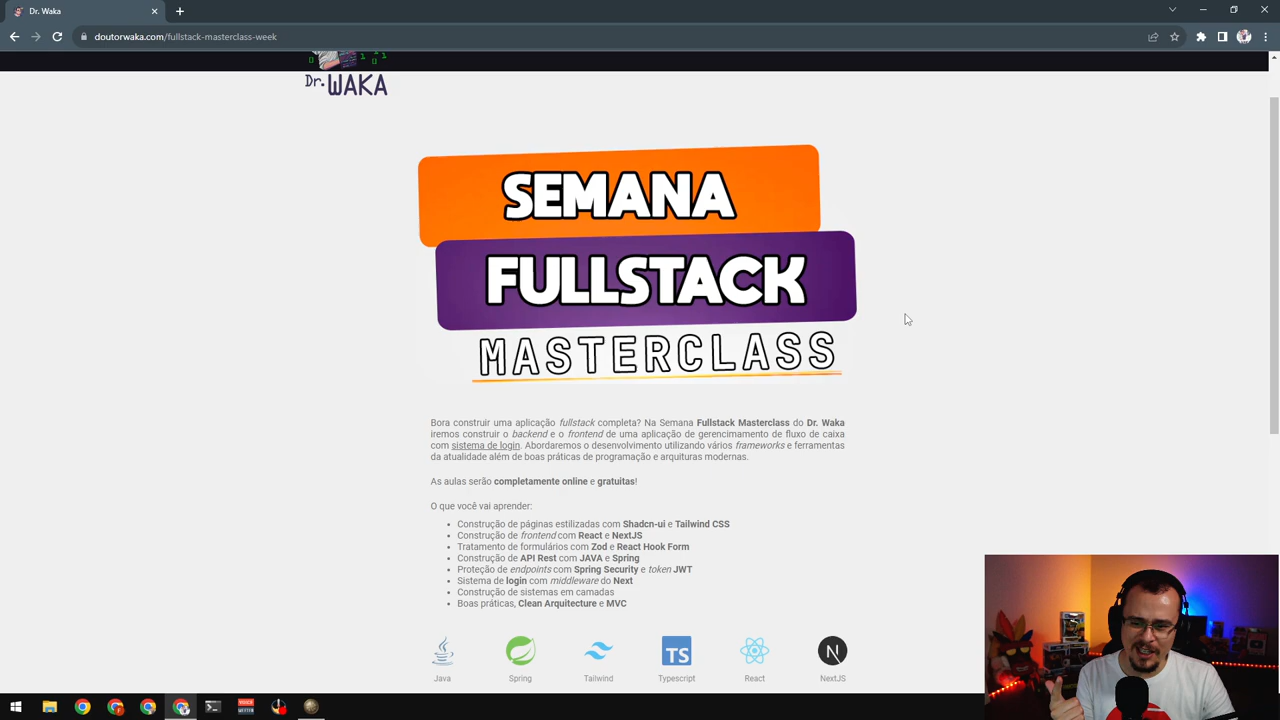 Dr. Waka
doutorwaka.com/fullstack-masterclass-week
Dr. WAKA
SEMANA
FULLSTACK
MASTERCLASS
Bora construir uma aplicação fullstack completa? Na Semana Fullstack Masterclass do Dr. Waka
iremos construir o backend e o frontend de uma aplicação de gerencimamento de fluxo de caixa
com sistema de login. Abordaremos o desenvolvimento utilizando vários frameworks e ferramentas
da atualidade além de boas práticas de programação e arquituras modernas.
As aulas serão completamente online e gratuitas!
O que você vai aprender:
Construção de páginas estilizadas com Shadcn-ui e Tailwind CSS
Construção de frontend com React e NextJS
Tratamento de formulários com Zod e React Hook Form
Construção de API Rest com JAVA e Spring
Proteção de endpoints com Spring Security e token JWT
Sistema de login com middleware do Next
Construção de sistemas em camadas
Boas práticas, Clean Arquitecture e MVC
TS
N
Java
Spring
Tailwind
Typescript
React
NextJS